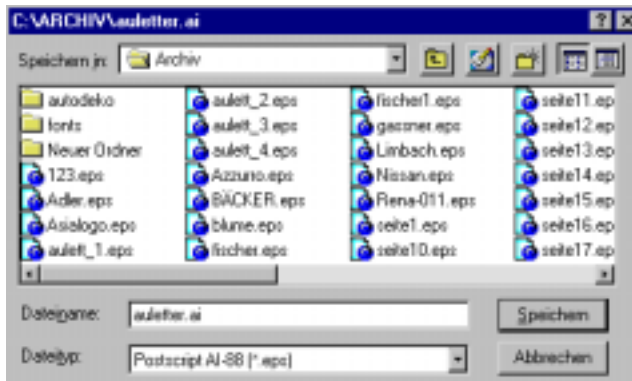 C:\ARCHIV\auletter.ai
Speichern in: Archiv
autodeko
fonts
Neuer Ordner
123.eps
Adler.eps
Asialogo.eps
aulett_1.eps
aulett_2.eps
aulett_3.eps
aulett_4.eps
Azzurro.eps
BÄCKER.eps
blume.eps
fischer.eps
fischer1.eps
gassner.eps
Limbach.eps
Nissan.eps
Rena-011.eps
seite1.eps
seite10.eps
seite11.ep
seite12.ep
seite13.ep
seite14.ep
seite15.ep
seite16.ep
seite17.ep
Dateiname: auletter.ai
Speichern
Dateityp: Postscript AI-88 (*.eps)
Abbrechen